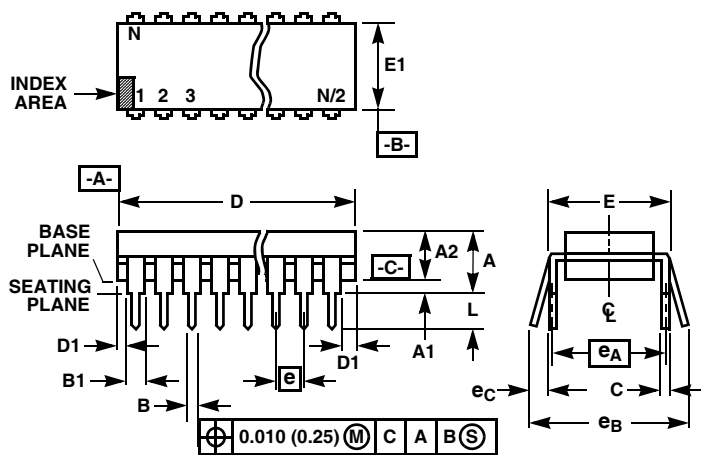 N
INDEX
AREA
1 2 3 N/2
E1
-B-
-A-
D
E
BASE
PLANE
A2
A
-C-
SEATING
PLANE
L
C
L
D1
A1
D1
B1
e
eA
B
eC
C
eB
0.010 (0.25) M C A B S